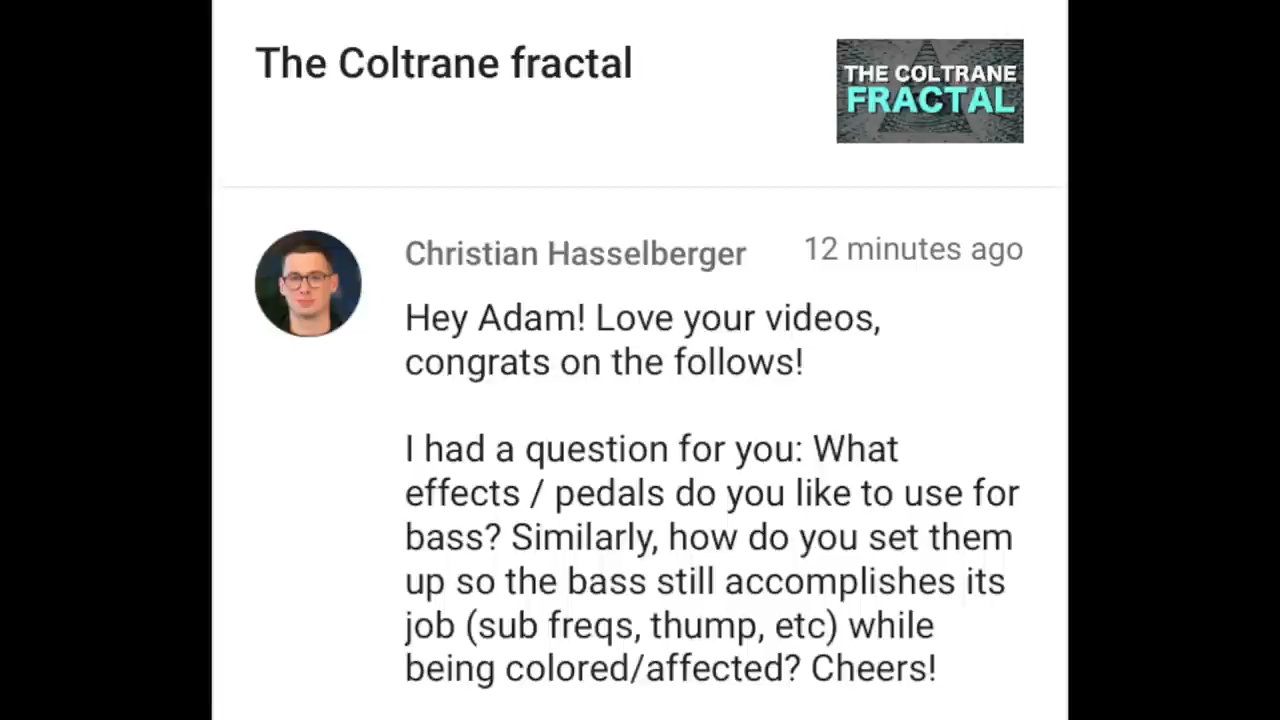 The Coltrane fractal
THE COLTRANE
FRACTAL
Christian Hasselberger
12 minutes ago
Hey Adam! Love your videos,
congrats on the follows!
I had a question for you: What
effects / pedals do you like to use for
bass? Similarly, how do you set them
up so the bass still accomplishes its
job (sub freqs, thump, etc) while
being colored/affected? Cheers!